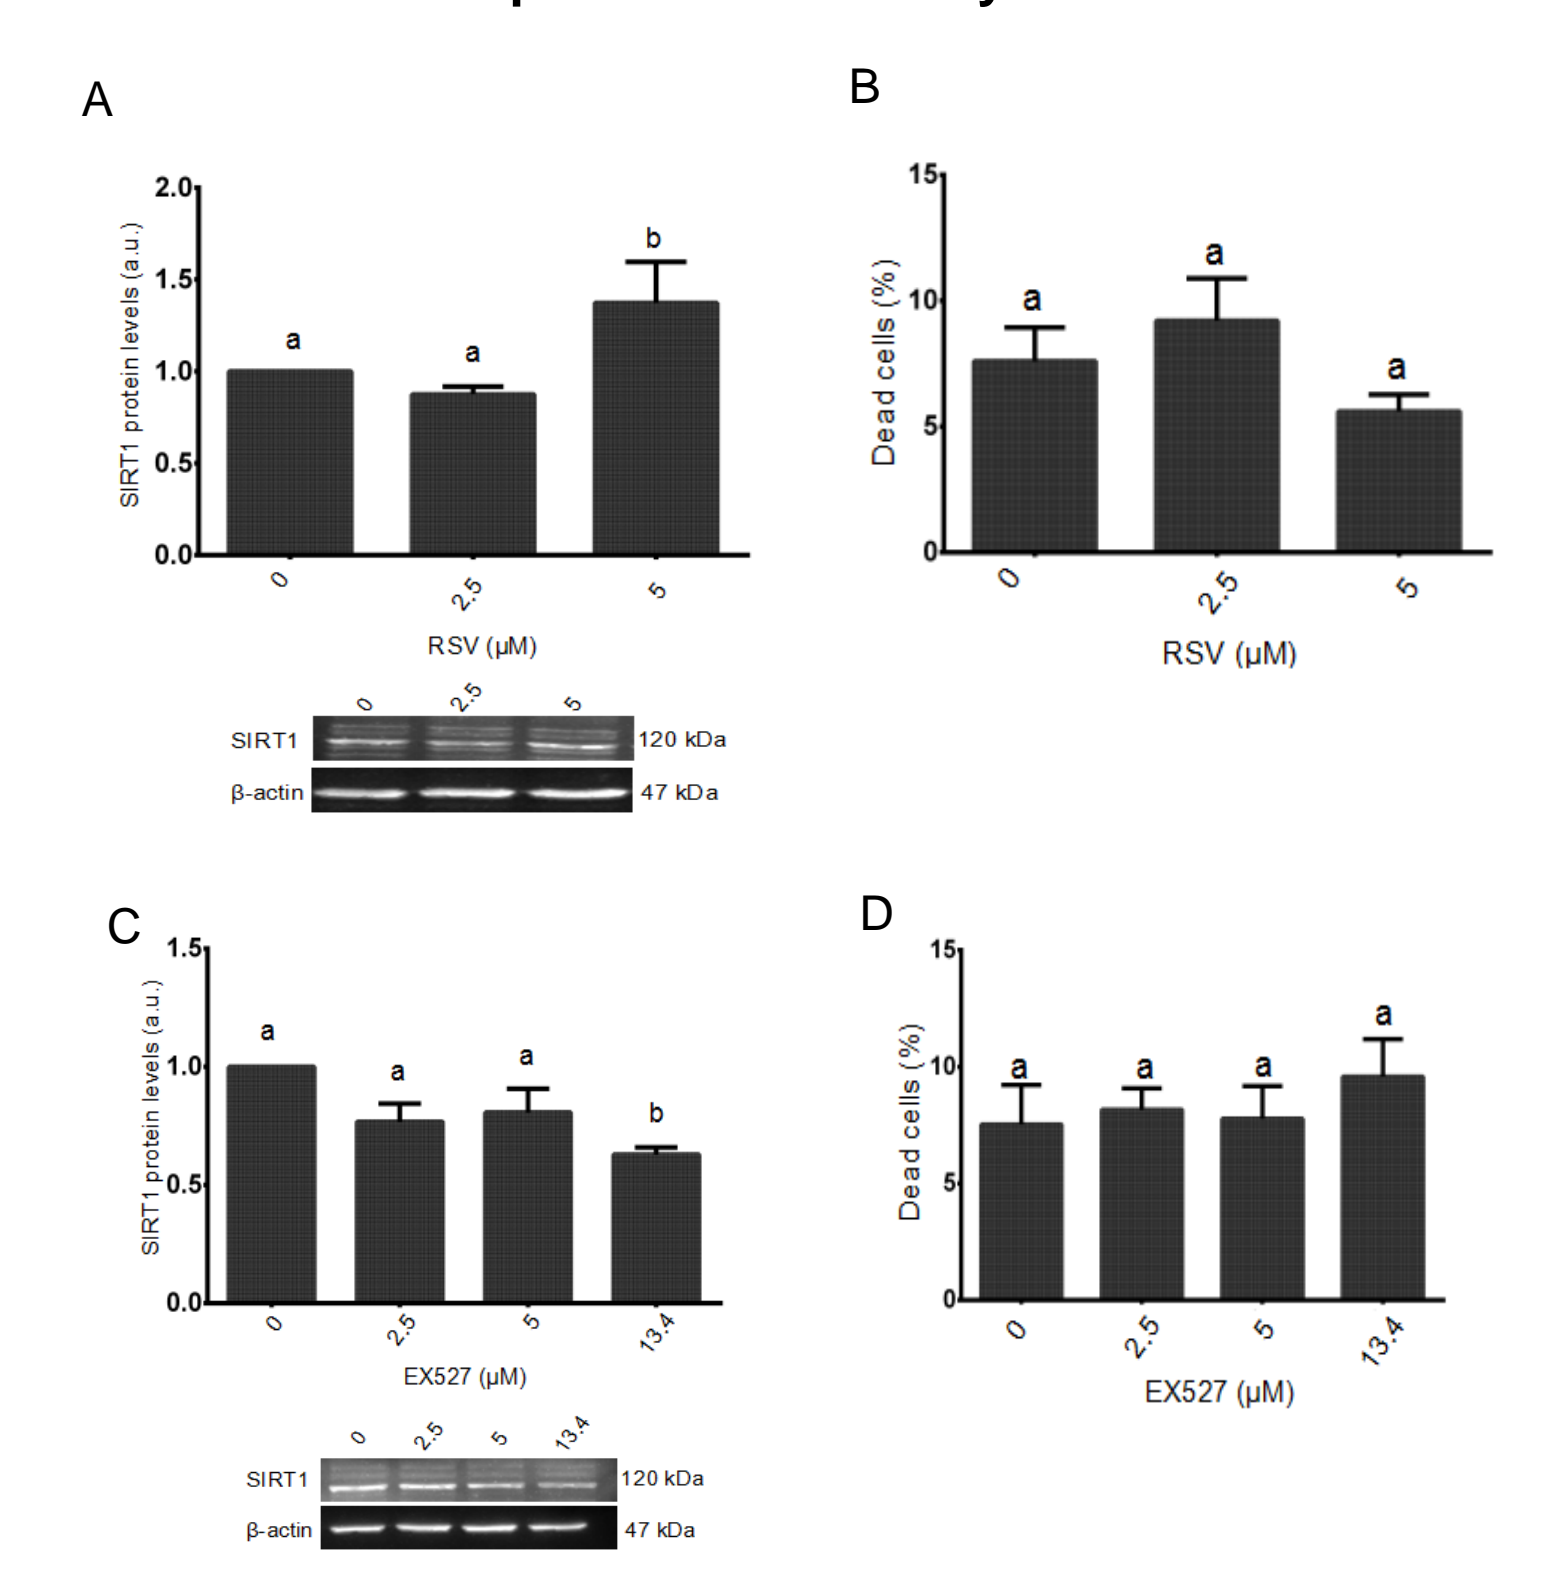 A
2.0
1.5
1.0
0.5
0.0
SIRT1 protein levels (a.u.)
a
a
b
0
2.5
5
RSV (µM)
0
2.5
5
SIRT1
120 kDa
β-actin
47 kDa
B
15
10
5
0
Dead cells (%)
a
a
a
0
2.5
5
RSV (µM)
C
1.5
1.0
0.5
0.0
SIRT1 protein levels (a.u.)
a
a
a
b
0
2.5
5
13.4
EX527 (µM)
0
2.5
5
13.4
SIRT1
120 kDa
β-actin
47 kDa
D
15
10
5
0
Dead cells (%)
a
a
a
a
0
2.5
5
13.4
EX527 (µM)